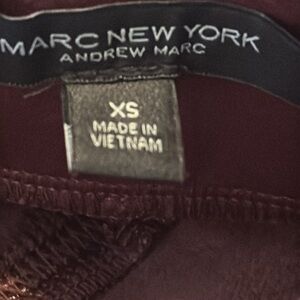 MARC NEW YORK
ANDREW MARC
XS
MADE IN
VIETNAM